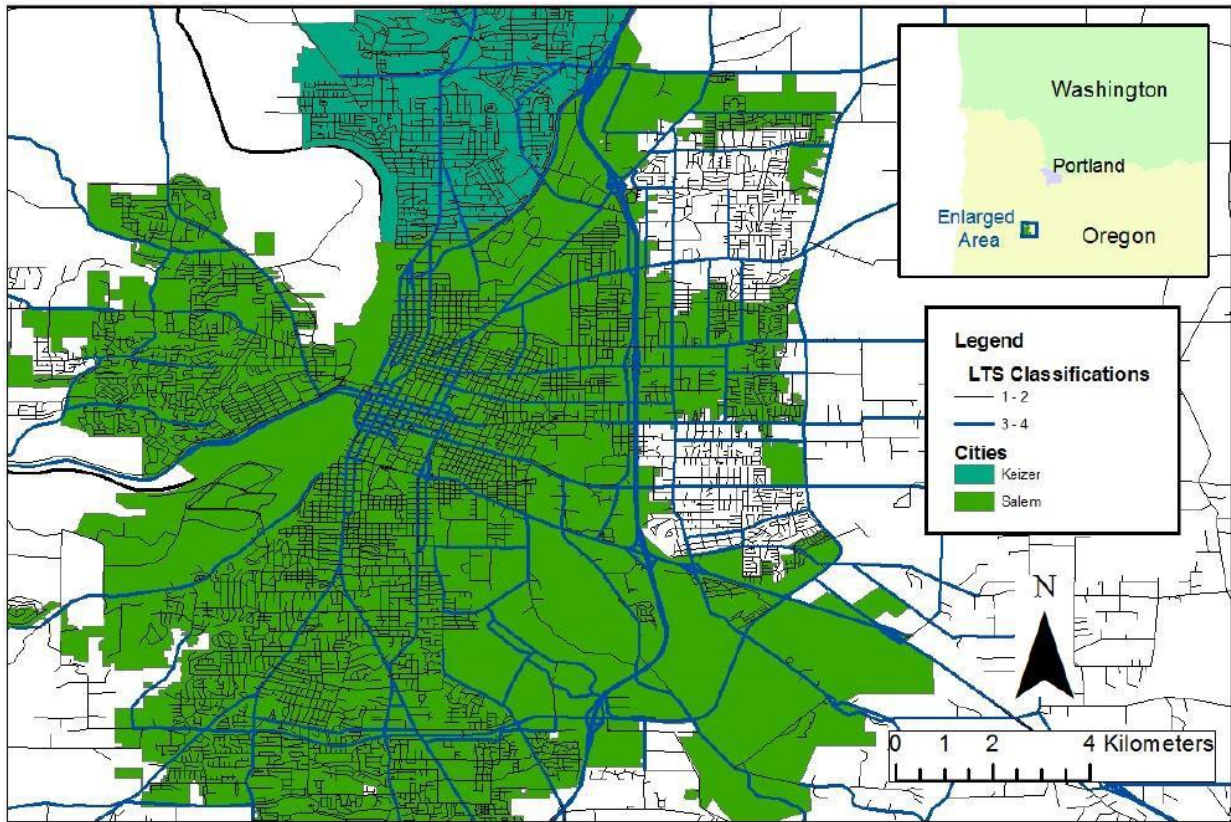 Washington
Portland
Enlarged
Area
Oregon
Legend
LTS Classifications
1 - 2
3 - 4
Cities
Keizer
Salem
N
0 1 2 4 Kilometers